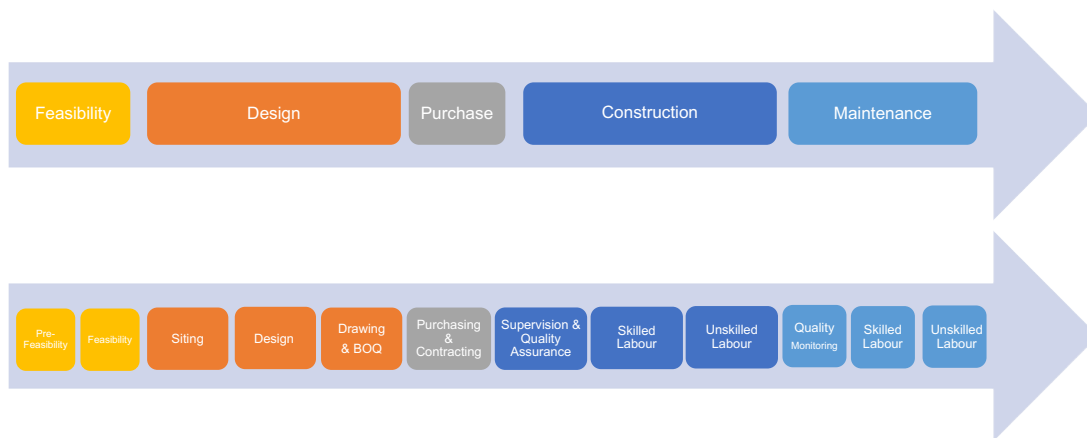 Feasibility
Design
Purchase
Construction
Maintenance
Pre-
Feasibility
Feasibility
Siting
Design
Drawing
& BOQ
Purchasing
&
Contracting
Supervision &
Quality
Assurance
Skilled
Labour
Unskilled
Labour
Quality
Monitoring
Skilled
Labour
Unskilled
Labour